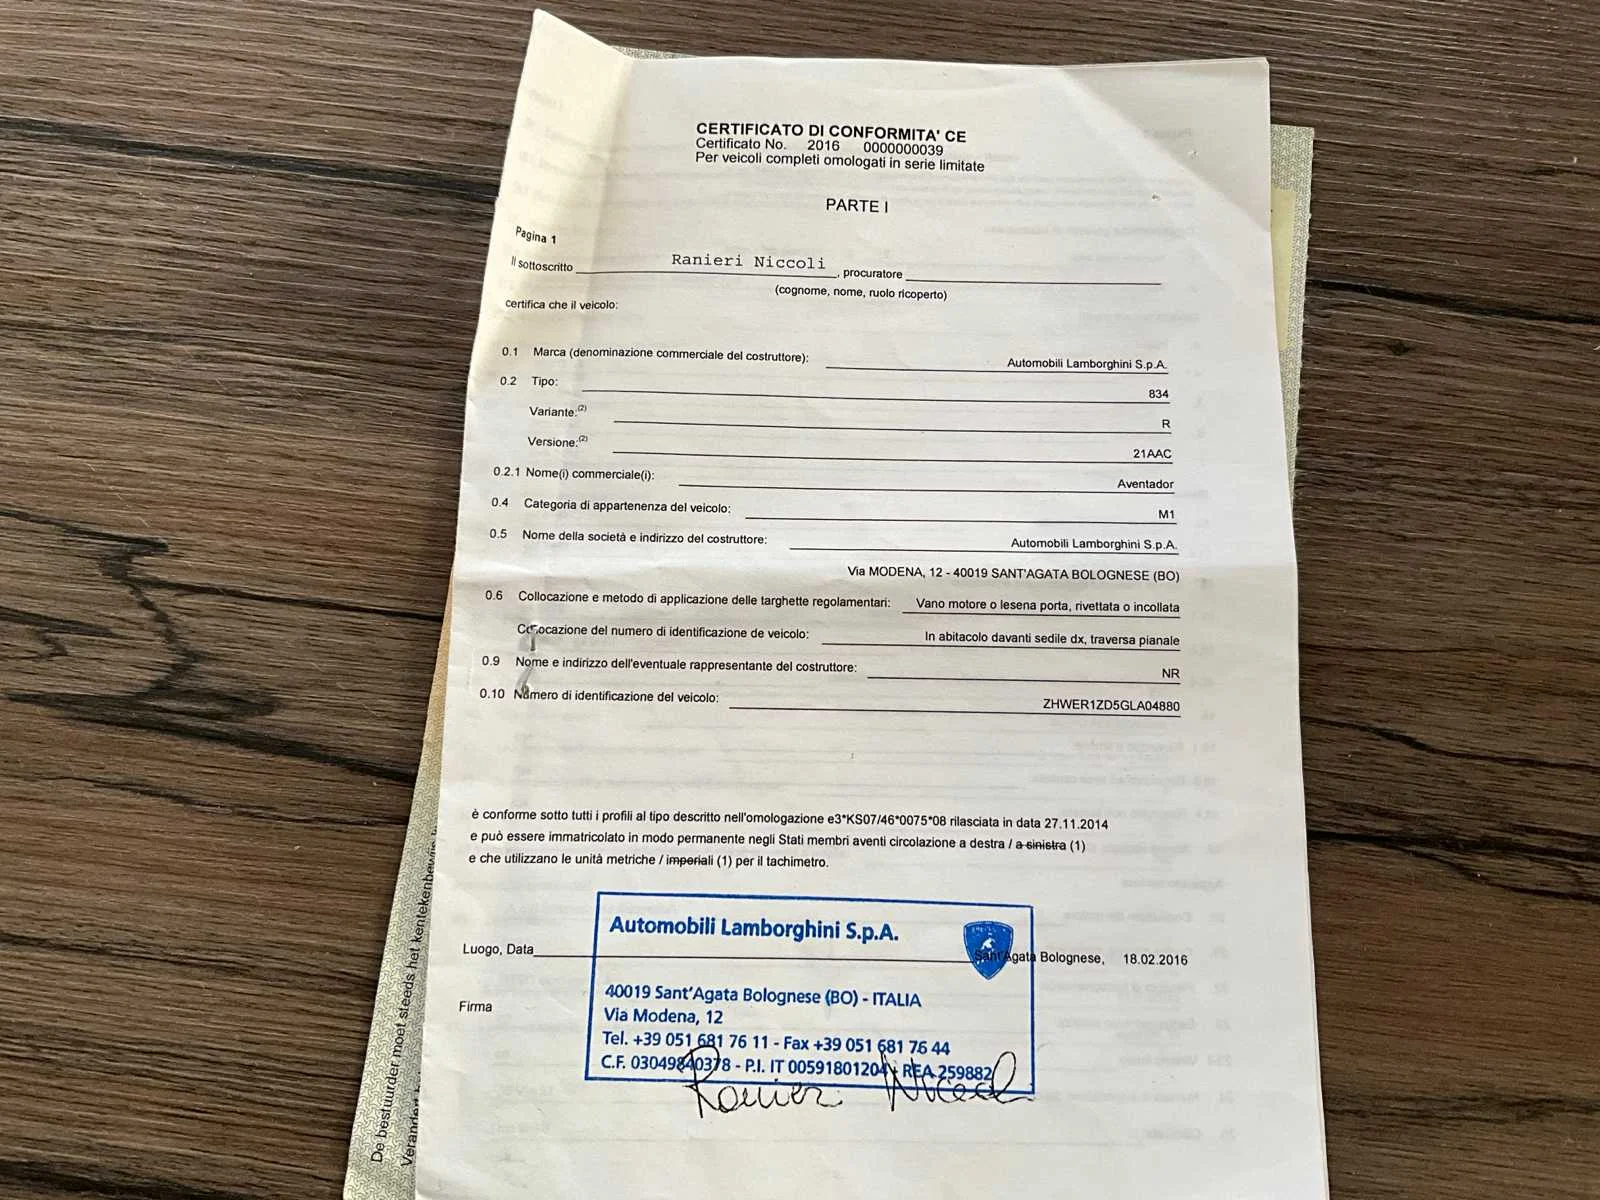 CERTIFICATO DI CONFORMITA' CE
Certificato No. 2016 0000000039
Per veicoli completi omologati in serie limitate
PARTE I
Pagina 1
Il sottoscritto Ranieri Niccoli , procuratore
(cognome, nome, ruolo ricoperto)
certifica che il veicolo:
0.1 Marca (denominazione commerciale del costruttore): Automobili Lamborghini S.p.A.
0.2 Tipo: 834
Variante:(2) R
Versione:(2) 21AAC
0.2.1 Nome(i) commerciale(i): Aventador
0.4 Categoria di appartenenza del veicolo: M1
0.5 Nome della società e indirizzo del costruttore: Automobili Lamborghini S.p.A.
Via MODENA, 12 - 40019 SANT'AGATA BOLOGNESE (BO)
0.6 Collocazione e metodo di applicazione delle targhette regolamentari: Vano motore o lesena porta, rivettata o incollata
Collocazione del numero di identificazione de veicolo: In abitacolo davanti sedile dx, traversa pianale
0.9 Nome e indirizzo dell'eventuale rappresentante del costruttore: NR
0.10 Numero di identificazione del veicolo: ZHWER1ZD5GLA04880
è conforme sotto tutti i profili al tipo descritto nell'omologazione e3*KS07/46*0075*08 rilasciata in data 27.11.2014
e può essere immatricolato in modo permanente negli Stati membri aventi circolazione a destra / a sinistra (1)
e che utilizzano le unità metriche / imperiali (1) per il tachimetro.
Automobili Lamborghini S.p.A.
Luogo, Data Sant'Agata Bolognese, 18.02.2016
40019 Sant'Agata Bolognese (BO) - ITALIA
Firma
Via Modena, 12
Tel. +39 051 681 76 11 - Fax +39 051 681 76 44
C.F. 03049840378 - P.I. IT 00591801204 - REA 259882
Ranieri Niccoli
De bestuurder moet steeds het kentekenbewijs